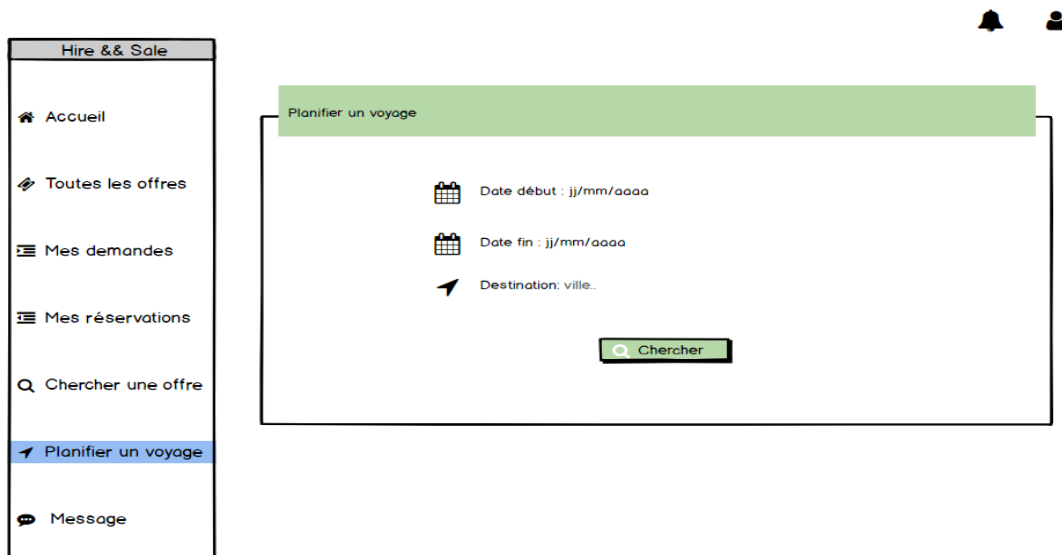 Hire && Sale
Accueil
Toutes les offres
Mes demandes
Mes réservations
Chercher une offre
Planifier un voyage
Message
Planifier un voyage
Date début : jj/mm/aaaa
Date fin : jj/mm/aaaa
Destination: ville..
Chercher